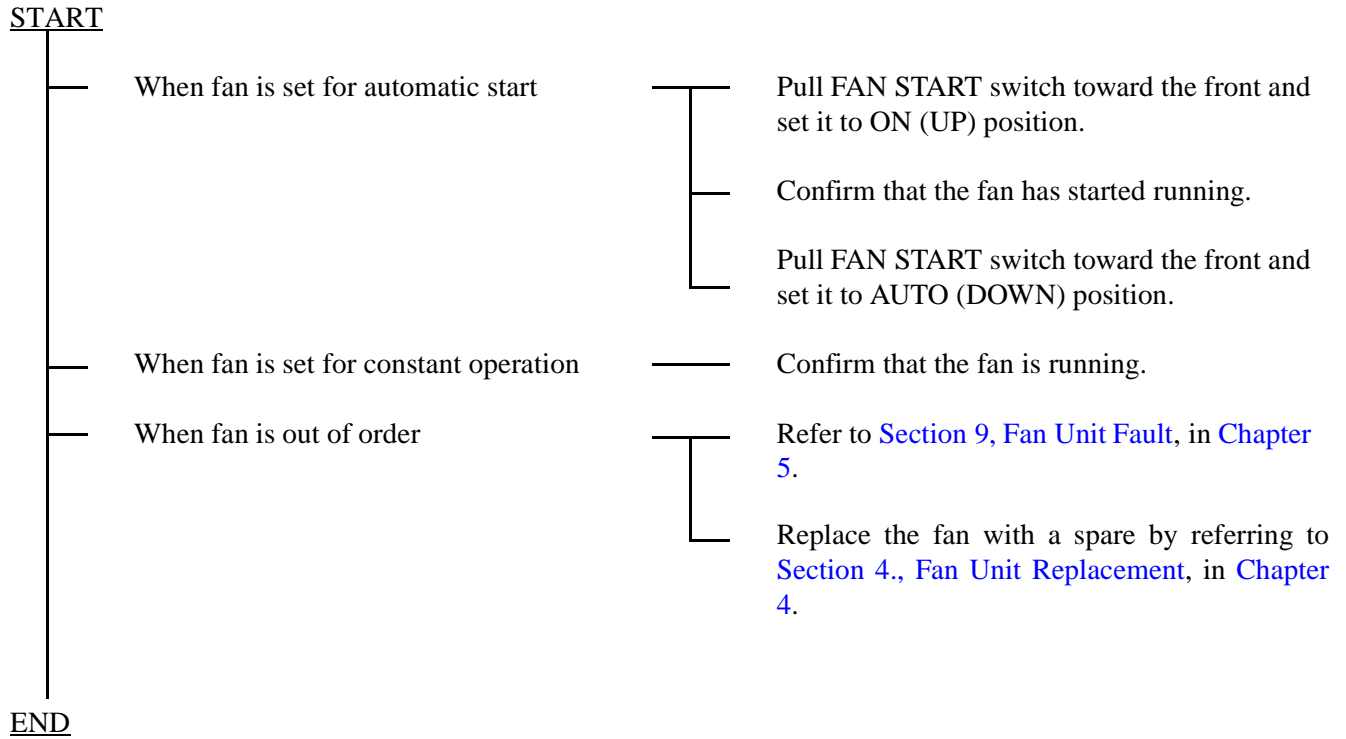 START
When fan is set for automatic start
Pull FAN START switch toward the front and
set it to ON (UP) position.
Confirm that the fan has started running.
Pull FAN START switch toward the front and
set it to AUTO (DOWN) position.
When fan is set for constant operation
Confirm that the fan is running.
When fan is out of order
Refer to Section 9, Fan Unit Fault, in Chapter
5.
Replace the fan with a spare by referring to
Section 4., Fan Unit Replacement, in Chapter
4.
END